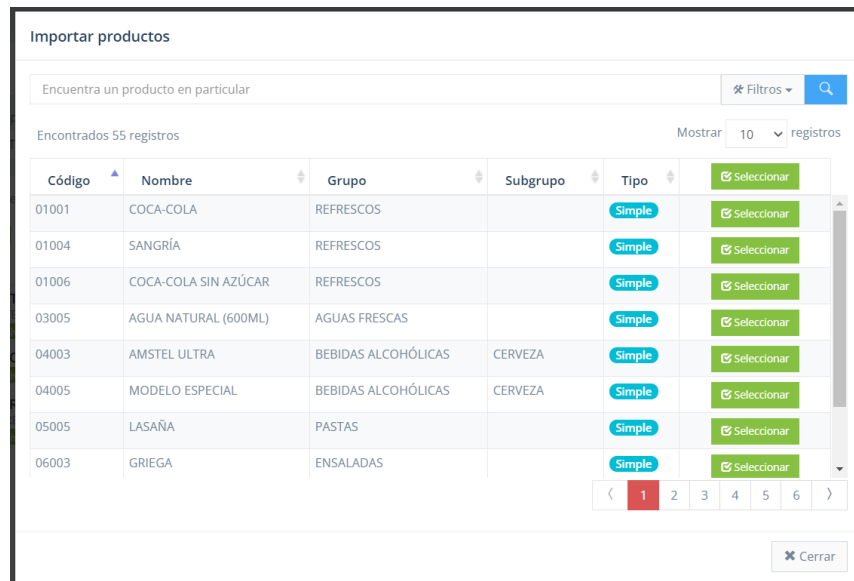 Importar productos
Encuentra un producto en particular Filtros
Encontrados 55 registros Mostrar 10 registros
Código Nombre Grupo Subgrupo Tipo Seleccionar
01001 COCA-COLA REFRESCOS Simple Seleccionar
01004 SANGRÍA REFRESCOS Simple Seleccionar
01006 COCA-COLA SIN AZÚCAR REFRESCOS Simple Seleccionar
03005 AGUA NATURAL (600ML) AGUAS FRESCAS Simple Seleccionar
04003 AMSTEL ULTRA BEBIDAS ALCOHÓLICAS CERVEZA Simple Seleccionar
04005 MODELO ESPECIAL BEBIDAS ALCOHÓLICAS CERVEZA Simple Seleccionar
05005 LASAÑA PASTAS Simple Seleccionar
06003 GRIEGA ENSALADAS Simple Seleccionar
1 2 3 4 5 6
Cerrar